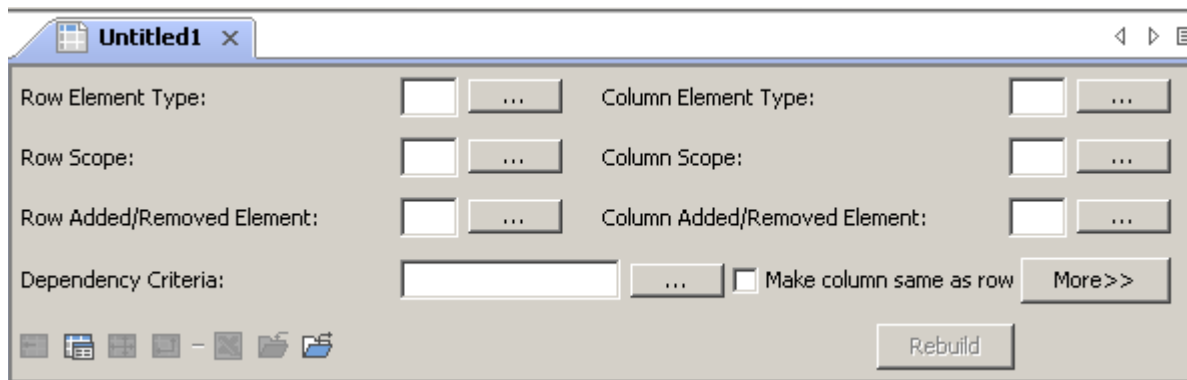 Untitled1
Row Element Type: ... Column Element Type: ...
Row Scope: ... Column Scope: ...
Row Added/Removed Element: ... Column Added/Removed Element: ...
Dependency Criteria: ... Make column same as row More>>
Rebuild